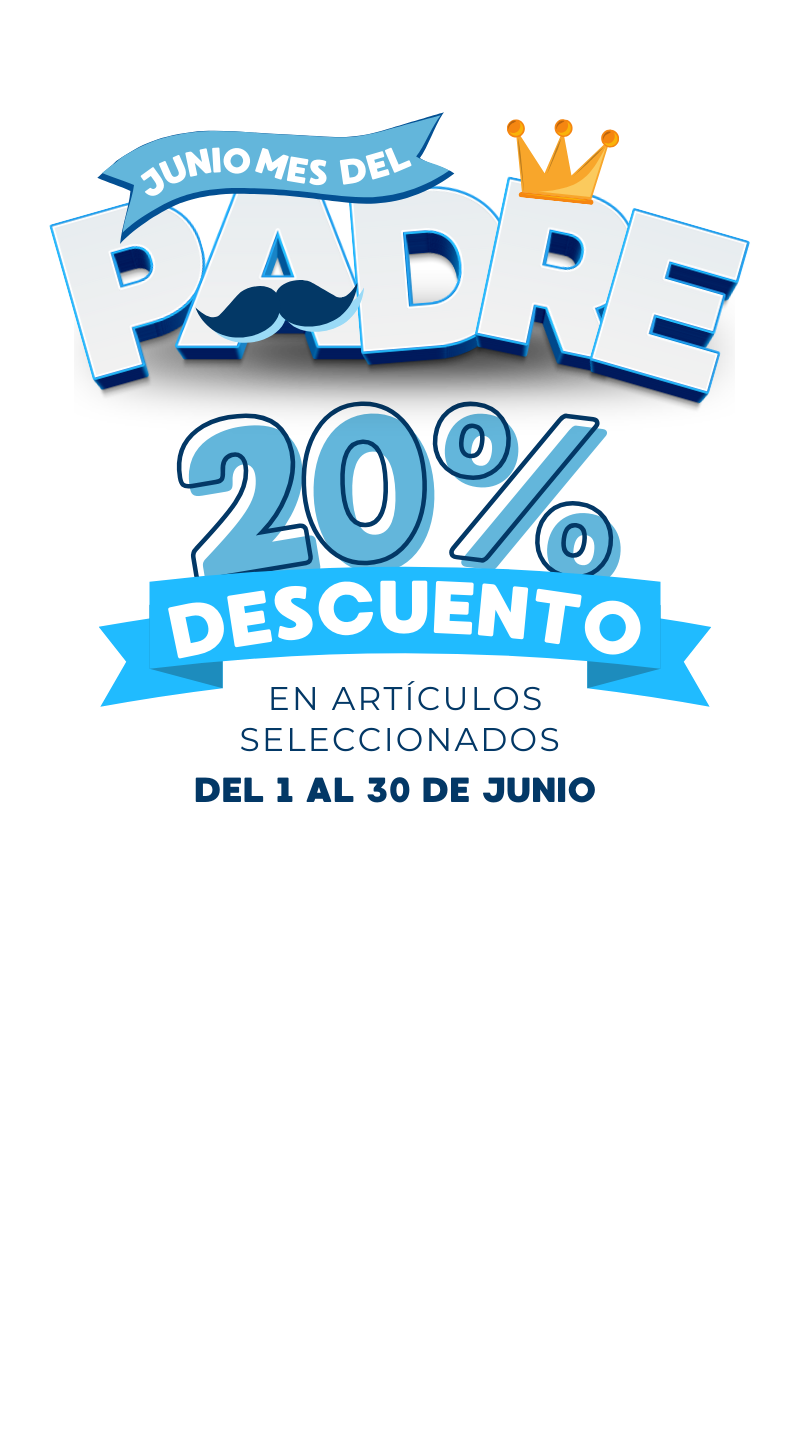 JUNIO MES DEL
PADRE
20%
DESCUENTO
EN ARTÍCULOS
SELECCIONADOS
DEL 1 AL 30 DE JUNIO